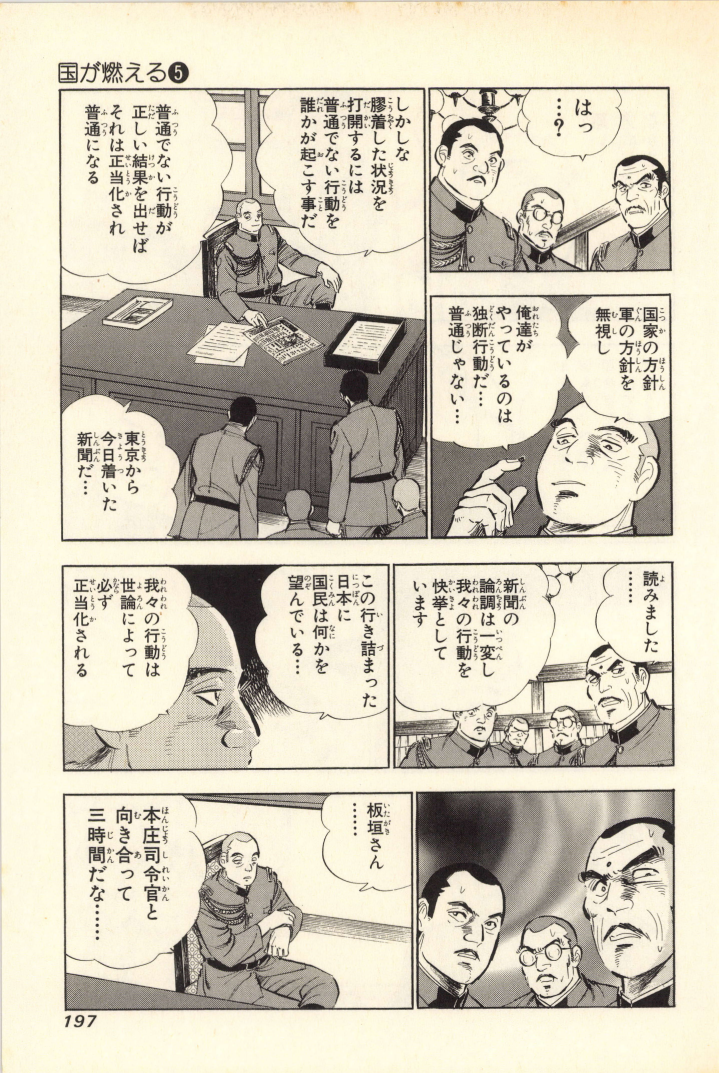 国が燃える❺
はっ
…?
国家の方針
軍の方針を
無視し
俺達が
やっているのは
独断行動だ…
普通じゃない…
しかしな
膠着した状況を
打開するには
普通でない行動を
誰かが起こす事だ
普通でない行動が
正しい結果を出せば
それは正当化され
普通になる
東京から
今日着いた
新聞だ…
読みました
……
新聞の
論調は一変し
我々の行動を
快挙として
います
この行き詰まった
日本に
国民は何かを
望んでいる…
我々の行動は
世論によって
必ず
正当化される
板垣さん
……
本庄司令官と
向き合って
三時間だな……
197